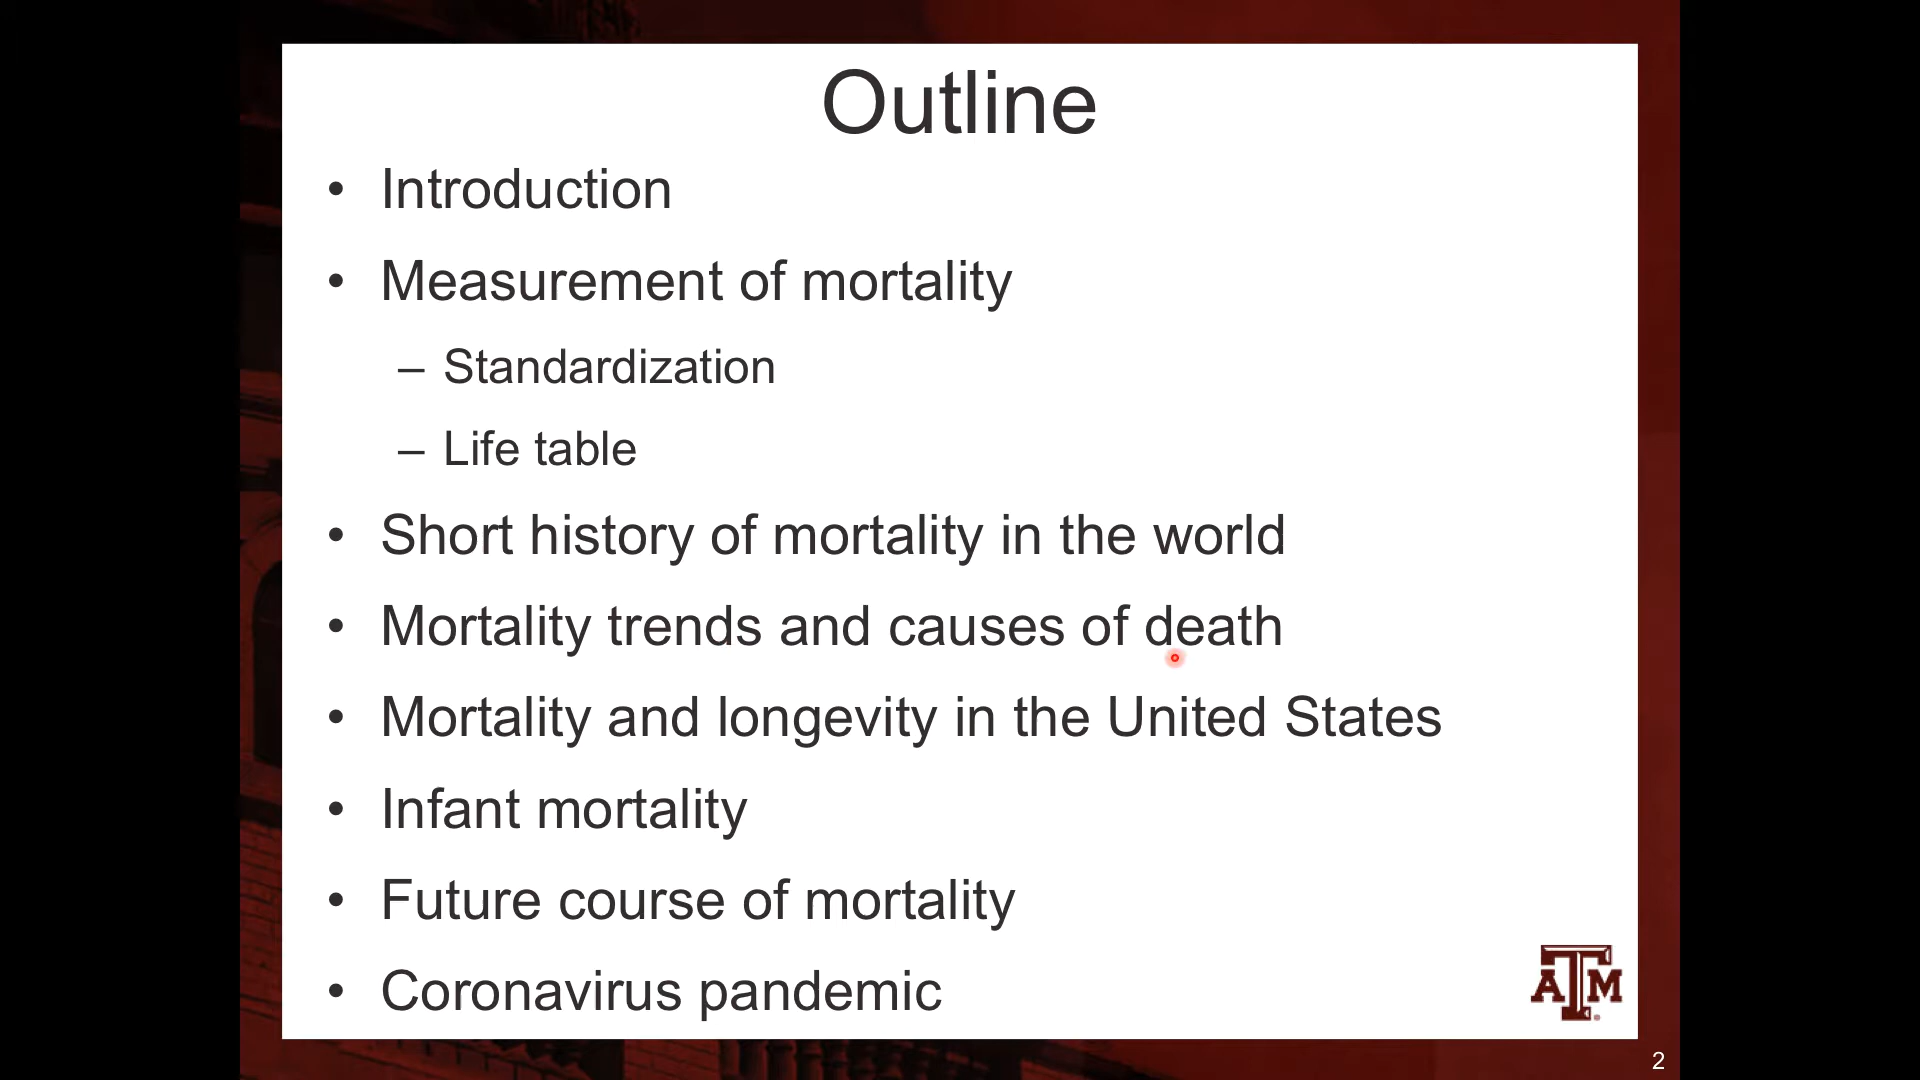 Outline
• Introduction
• Measurement of mortality
– Standardization
– Life table
• Short history of mortality in the world
• Mortality trends and causes of death
• Mortality and longevity in the United States
• Infant mortality
• Future course of mortality
• Coronavirus pandemic
ATM
2